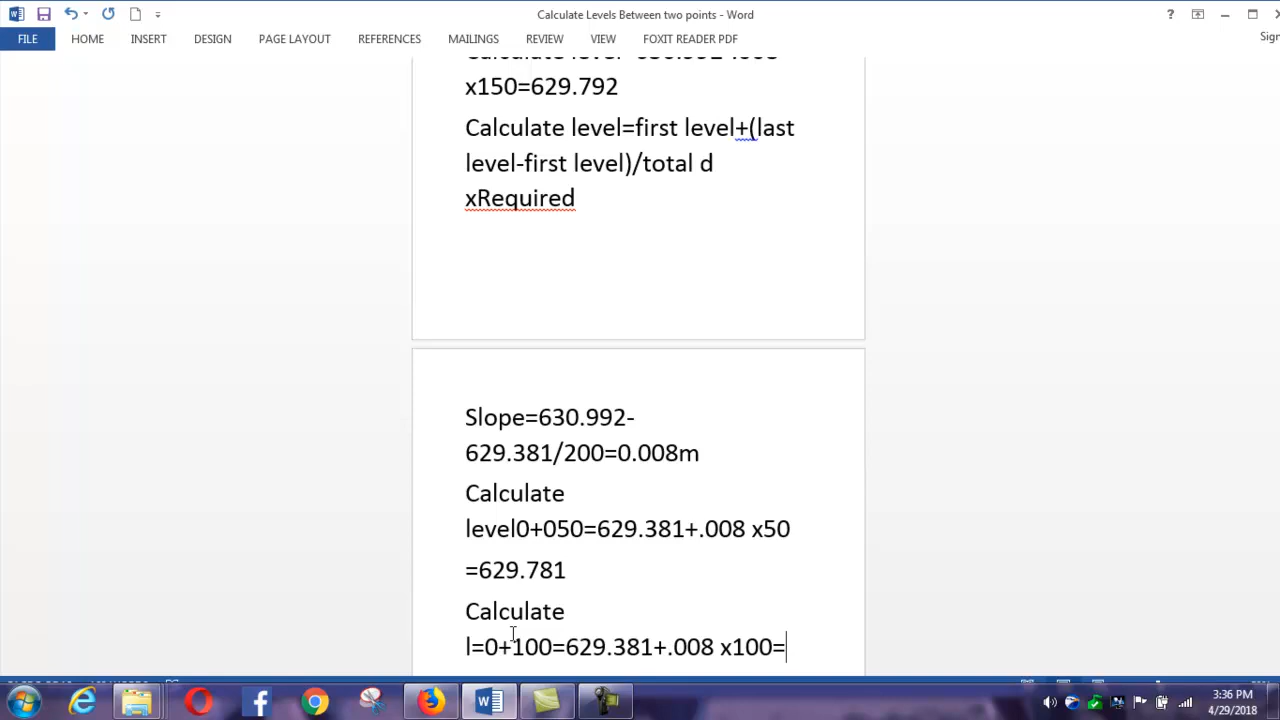 Calculate Levels Between two points - Word
FILE HOME INSERT DESIGN PAGE LAYOUT REFERENCES MAILINGS REVIEW VIEW FOXIT READER PDF Sign
x150=629.792
Calculate level=first level+(last
level-first level)/total d
xRequired
Slope=630.992-
629.381/200=0.008m
Calculate
level0+050=629.381+.008 x50
=629.781
Calculate
l=0+100=629.381+.008 x100=
3:36 PM
4/29/2018